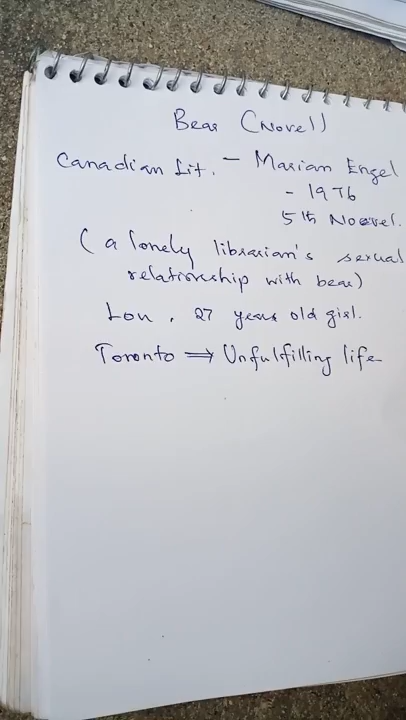 Bear (Novel)
Canadian Lit. - Marian Engel
- 1976
5th Noevel.
(a lonely librarian's sexual
relationship with bear)
Lou, 27 years old girl.
Toronto ⇒ Unfulfilling life